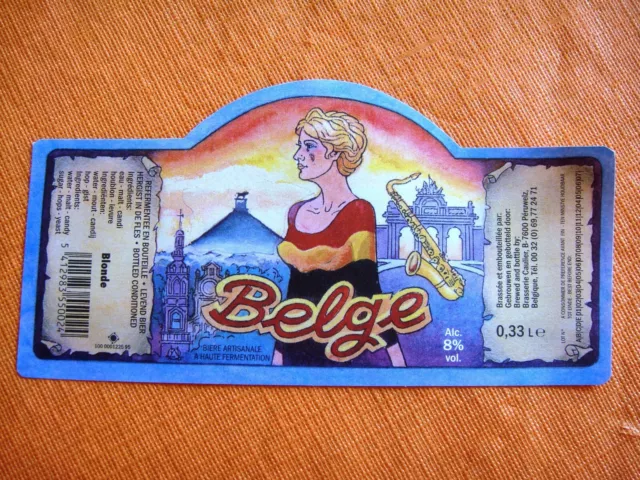 REFERMENTEE EN BOUTEILLE • LEVEND BIER
HERGIST IN DE FLES • BOTTLED CONDITIONED
Ingrédients:
eau - malt - candi
houblon - levure
Ingredienten:
water - mout - candij
hop - gist
Ingredients:
water - malt - candy
sugar - hops - yeast
Blonde
Belge
BIERE ARTISANALE
A HAUTE FERMENTATION
Alc.
8%
vol.
Brassée et embouteillée par:
Gebrouwen en gebotteld door:
Brewed and bottle by:
Brasserie Caulier, B-7600 Péruwelz,
Belgique, Tél. 00 32 (0) 69.77 24 71
0,33 L e
LOT N°